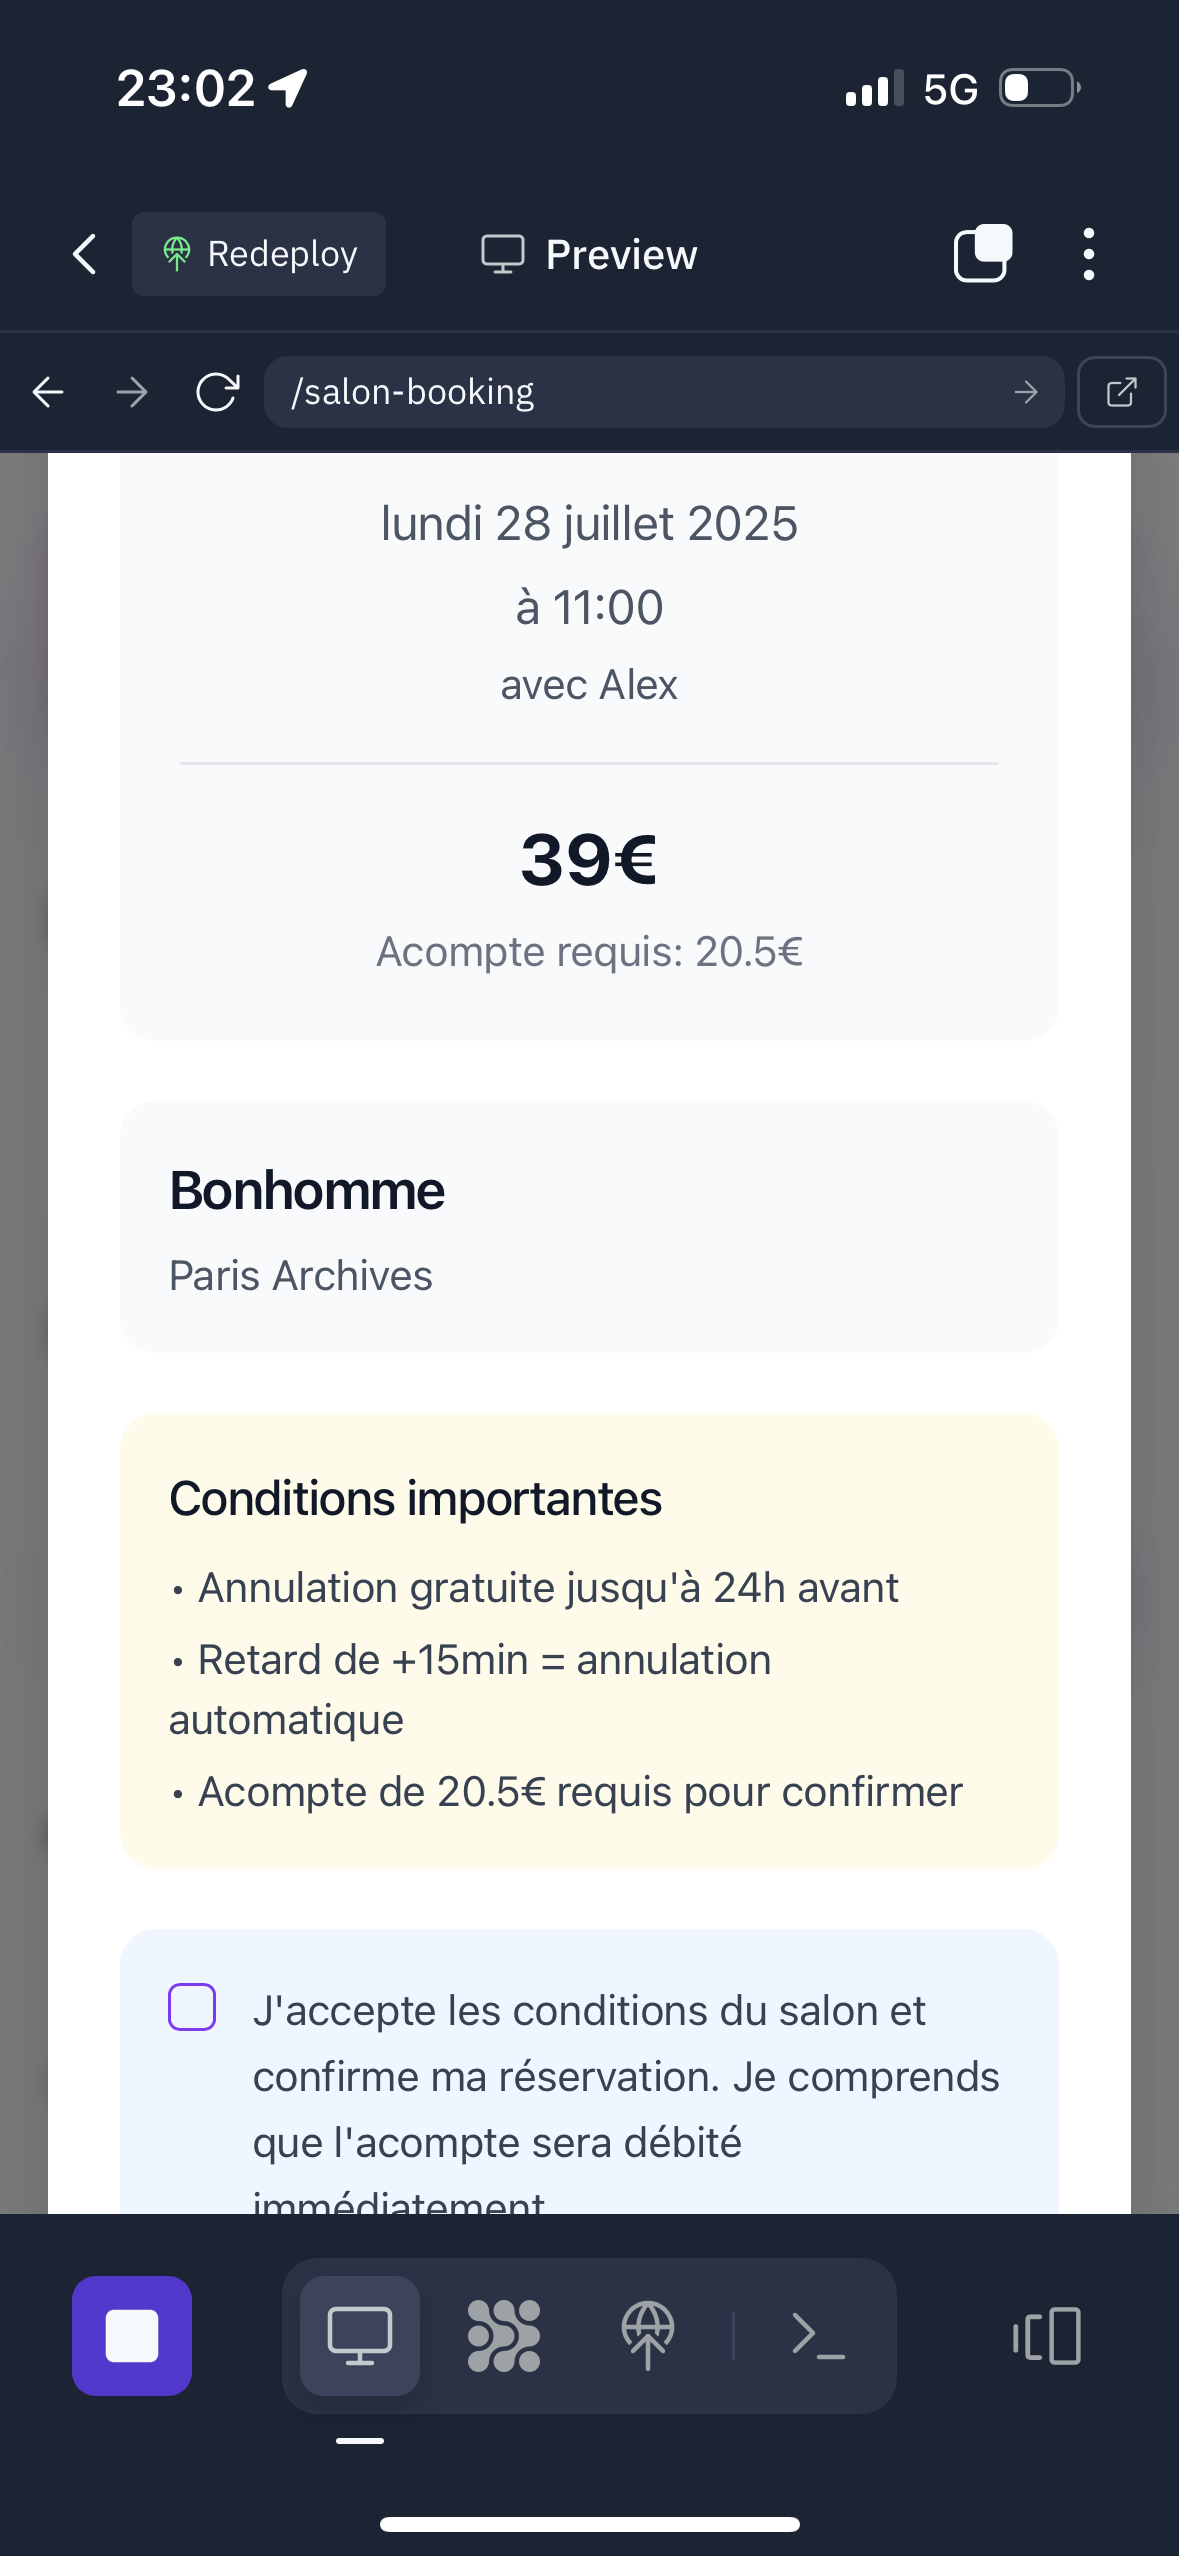 23:02
5G
Redeploy
Preview
/salon-booking
lundi 28 juillet 2025
à 11:00
avec Alex
39€
Acompte requis: 20.5€
Bonhomme
Paris Archives
Conditions importantes
• Annulation gratuite jusqu'à 24h avant
• Retard de +15min = annulation
automatique
• Acompte de 20.5€ requis pour confirmer
J'accepte les conditions du salon et
confirme ma réservation. Je comprends
que l'acompte sera débité
immédiatement